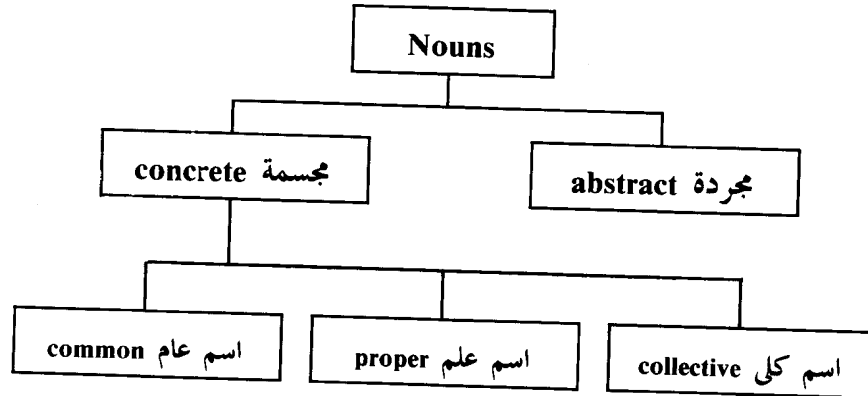 Nouns
concrete مجسمة
abstract مجردة
common اسم عام
proper اسم علم
collective اسم كلى